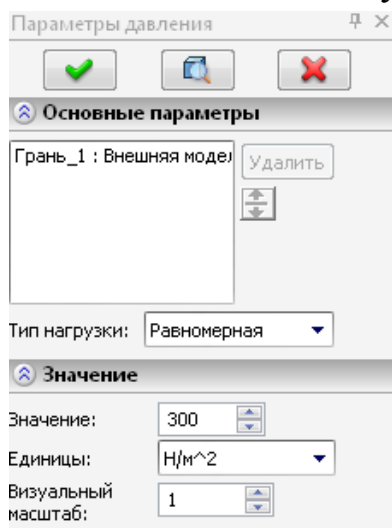 Параметры давления
Основные параметры
Грань_1 : Внешняя модел
Удалить
Тип нагрузки: Равномерная
Значение
Значение: 300
Единицы: Н/м^2
Визуальный
масштаб: 1